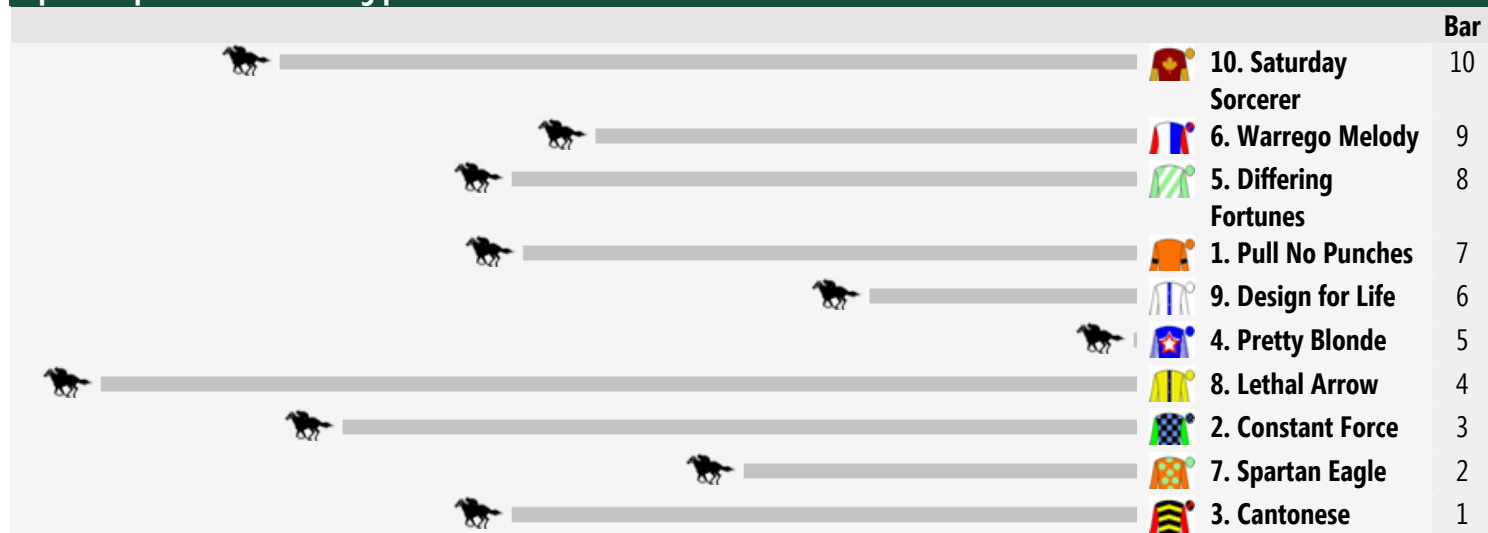 Bar
10. Saturday 10
Sorcerer
6. Warrego Melody 9
5. Differing 8
Fortunes
1. Pull No Punches 7
9. Design for Life 6
4. Pretty Blonde 5
8. Lethal Arrow 4
2. Constant Force 3
7. Spartan Eagle 2
3. Cantonese 1